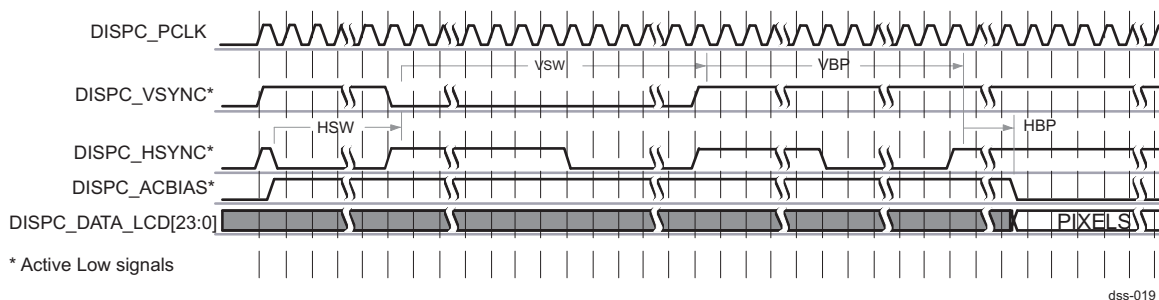 DISPC_PCLK
VSW
VBP
DISPC_VSYNC*
HSW
HBP
DISPC_HSYNC*
DISPC_ACBIAS*
DISPC_DATA_LCD[23:0]
PIXELS
* Active Low signals
dss-019